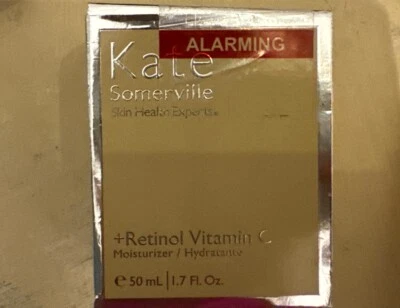 ALARMING
Kate
Somerville
Skin Health Experts
+Retinol Vitamin C
Moisturizer / Hydratante
e 50 mL | 1.7 Fl. Oz.